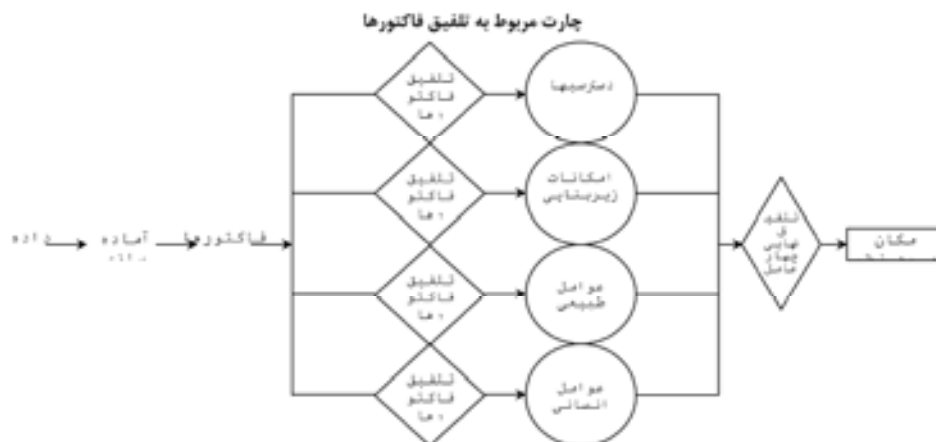 چارت مربوط به تلفیق فاکتورها
تلفیق
فاکتو
رها
دسترسیها
تلفیق
فاکتو
رها
امکانات
زیربنایی
داده
آماده
فاکتورها
تلفیق
فاکتو
رها
عوامل
طبیعی
تلفیق
فاکتو
رها
عوامل
انسانی
تلفی
ق
نهایی
چهار
عامل
مکان